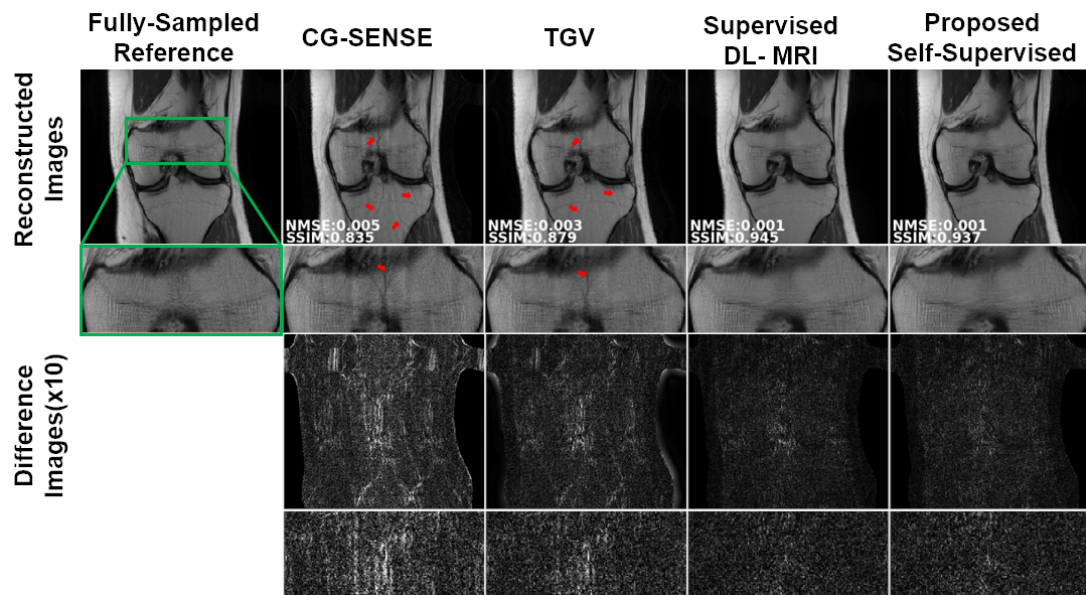 Fully-Sampled
Reference
CG-SENSE
TGV
Supervised
DL- MRI
Proposed
Self-Supervised
Reconstructed
Images
NMSE:0.005
SSIM:0.835
NMSE:0.003
SSIM:0.879
NMSE:0.001
SSIM:0.945
NMSE:0.001
SSIM:0.937
Difference
Images(x10)